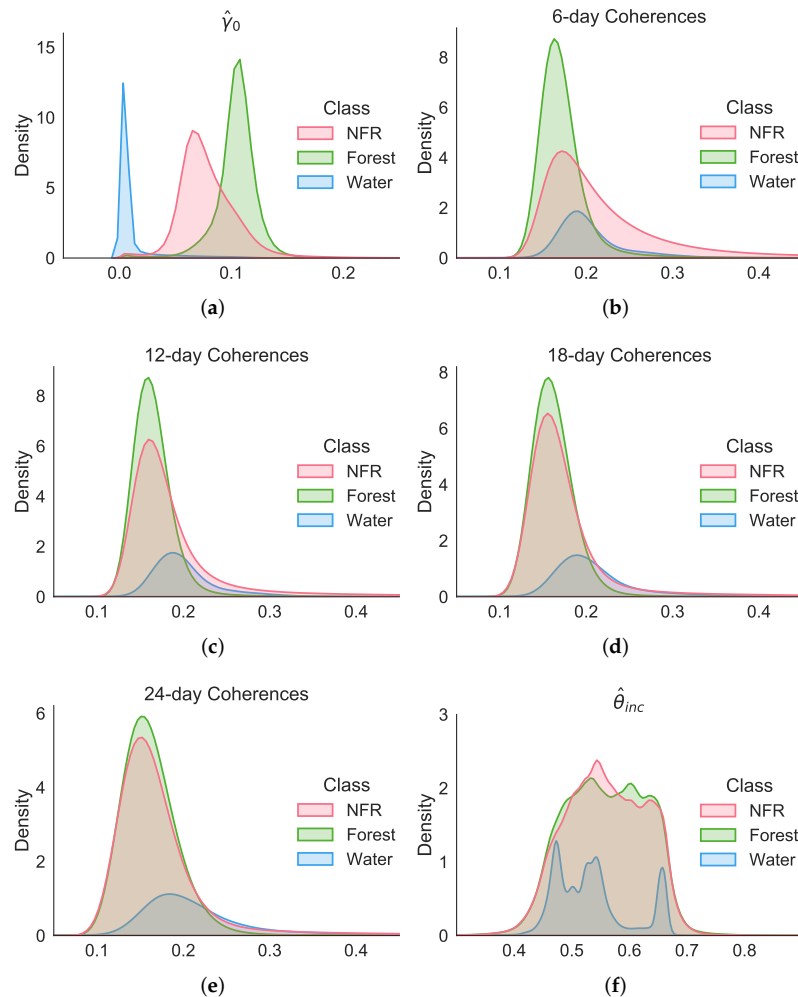 γ̂₀
15
10
5
0
Density
0.0 0.1 0.2
Class
NFR
Forest
Water
(a)
6-day Coherences
8
6
4
2
0
Density
0.1 0.2 0.3 0.4
Class
NFR
Forest
Water
(b)
12-day Coherences
8
6
4
2
0
Density
0.1 0.2 0.3 0.4
Class
NFR
Forest
Water
(c)
18-day Coherences
8
6
4
2
0
Density
0.1 0.2 0.3 0.4
Class
NFR
Forest
Water
(d)
24-day Coherences
6
4
2
0
Density
0.1 0.2 0.3 0.4
Class
NFR
Forest
Water
(e)
θ̂inc
3
2
1
0
Density
0.4 0.5 0.6 0.7 0.8
Class
NFR
Forest
Water
(f)